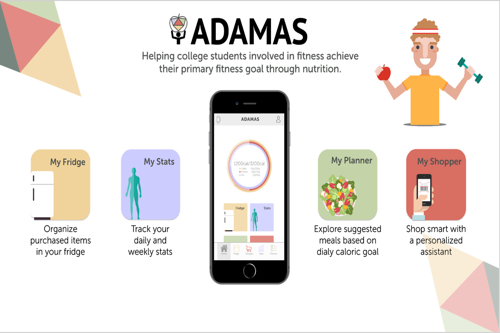 ADAMAS
Helping college students involved in fitness achieve
their primary fitness goal through nutrition.
ADAMAS
My Fridge
My Stats
My Planner
My Shopper
Fridge
Stats
Organize
purchased items
in your fridge
Track your
daily and
weekly stats
Explore suggested
meals based on
dialy caloric goal
Shop smart with
a personalized
assistant